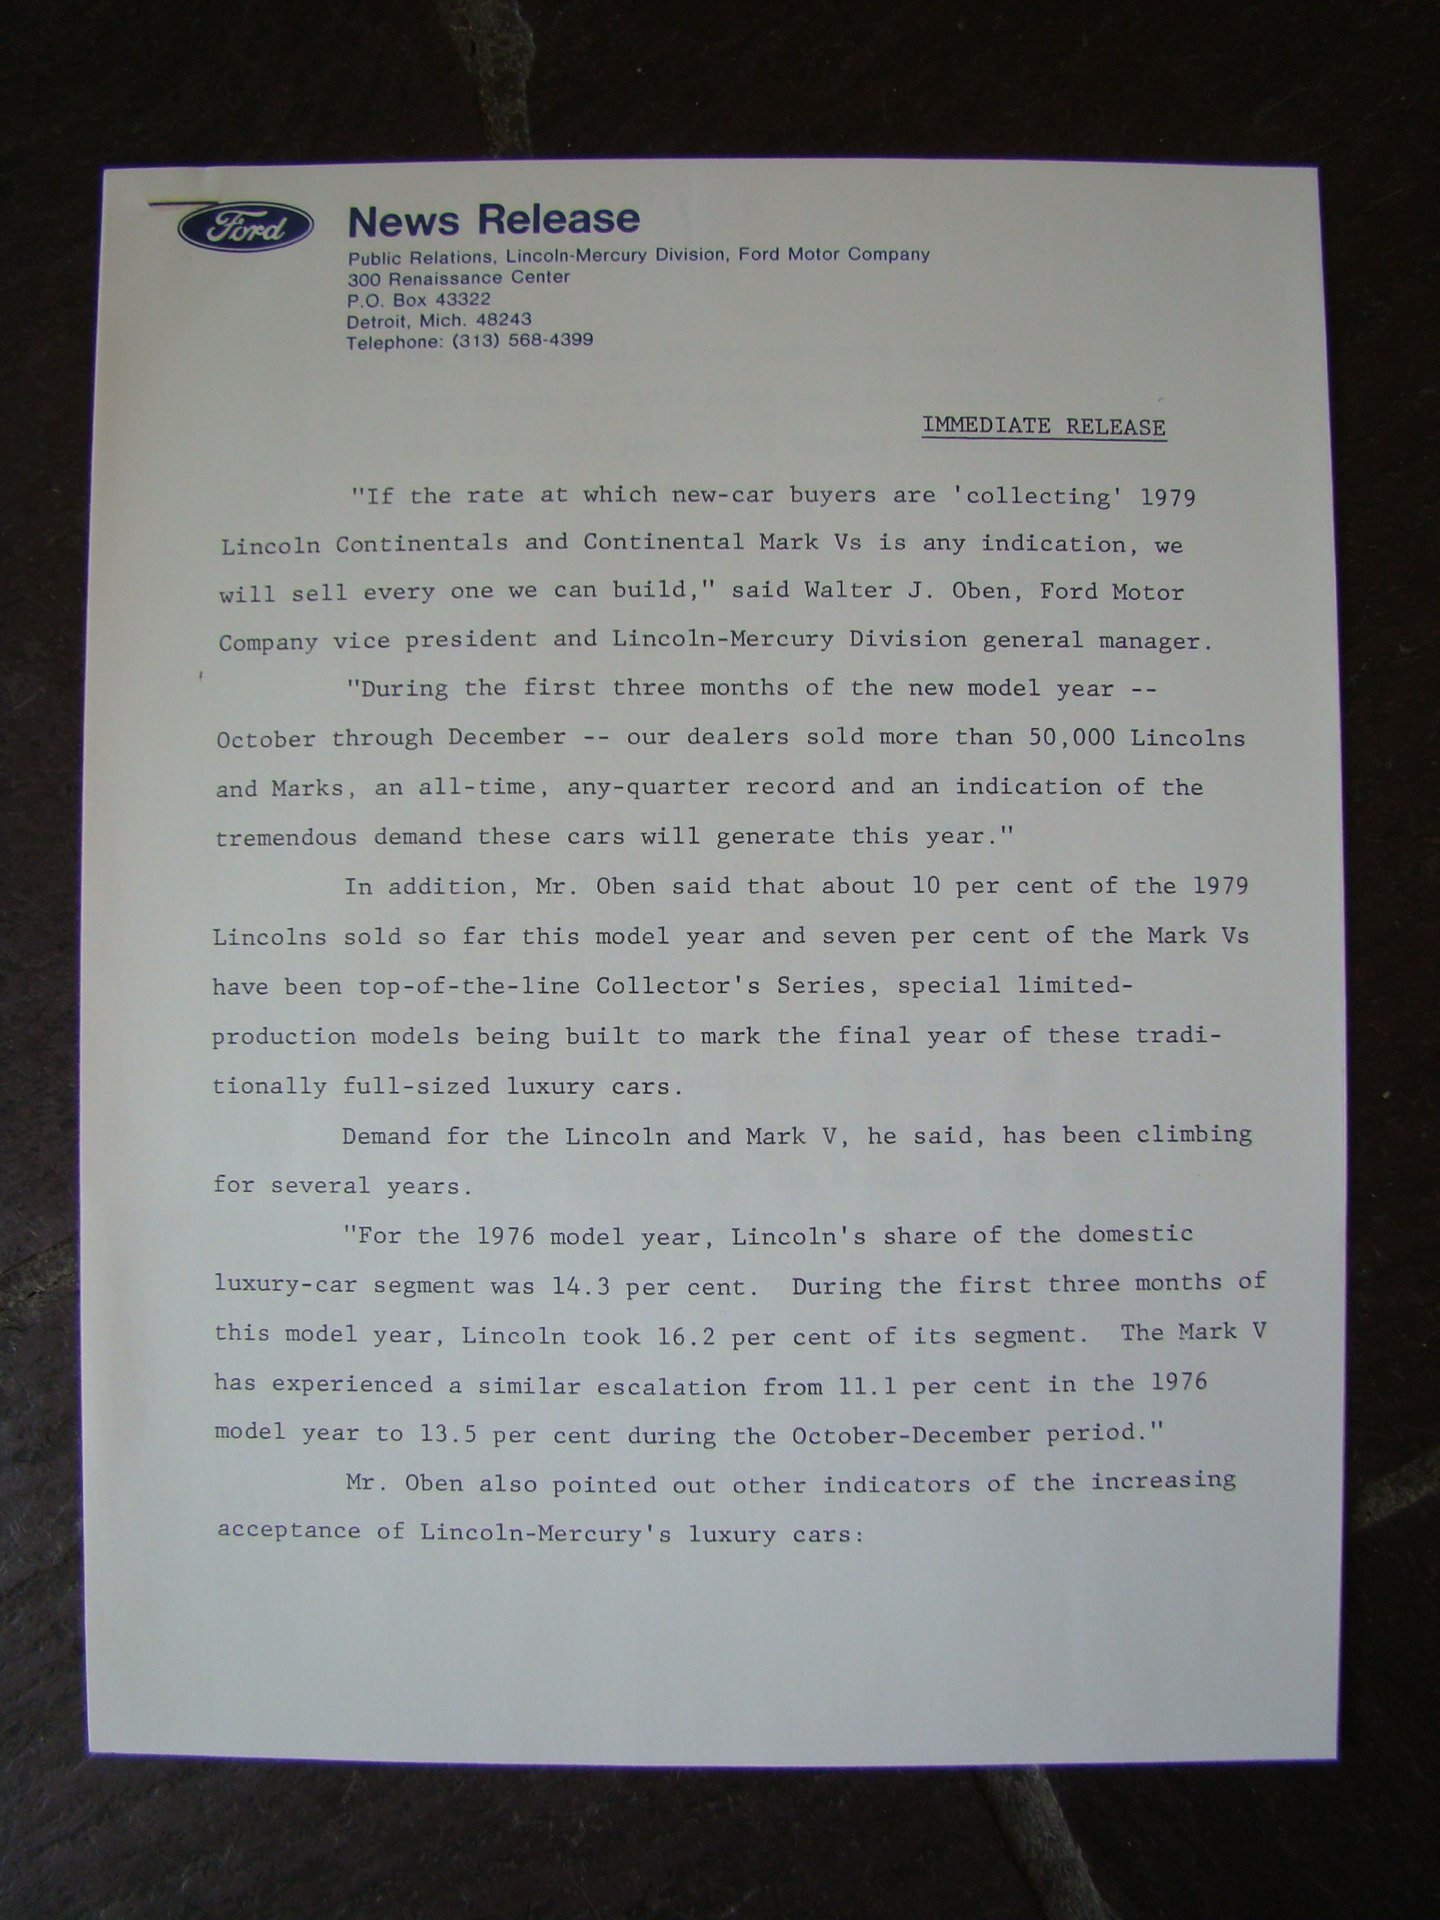 Ford
News Release
Public Relations, Lincoln-Mercury Division, Ford Motor Company
300 Renaissance Center
P.O. Box 43322
Detroit, Mich. 48243
Telephone: (313) 568-4399
IMMEDIATE RELEASE
"If the rate at which new-car buyers are 'collecting' 1979
Lincoln Continentals and Continental Mark Vs is any indication, we
will sell every one we can build," said Walter J. Oben, Ford Motor
Company vice president and Lincoln-Mercury Division general manager.
"During the first three months of the new model year --
October through December -- our dealers sold more than 50,000 Lincolns
and Marks, an all-time, any-quarter record and an indication of the
tremendous demand these cars will generate this year."
In addition, Mr. Oben said that about 10 per cent of the 1979
Lincolns sold so far this model year and seven per cent of the Mark Vs
have been top-of-the-line Collector's Series, special limited-
production models being built to mark the final year of these tradi-
tionally full-sized luxury cars.
Demand for the Lincoln and Mark V, he said, has been climbing
for several years.
"For the 1976 model year, Lincoln's share of the domestic
luxury-car segment was 14.3 per cent.  During the first three months of
this model year, Lincoln took 16.2 per cent of its segment.  The Mark V
has experienced a similar escalation from 11.1 per cent in the 1976
model year to 13.5 per cent during the October-December period."
Mr. Oben also pointed out other indicators of the increasing
acceptance of Lincoln-Mercury's luxury cars: